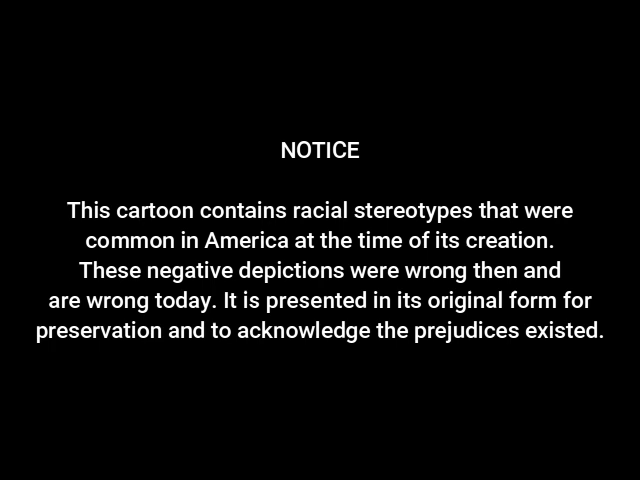 NOTICE
This cartoon contains racial stereotypes that were
common in America at the time of its creation.
These negative depictions were wrong then and
are wrong today. It is presented in its original form for
preservation and to acknowledge the prejudices existed.